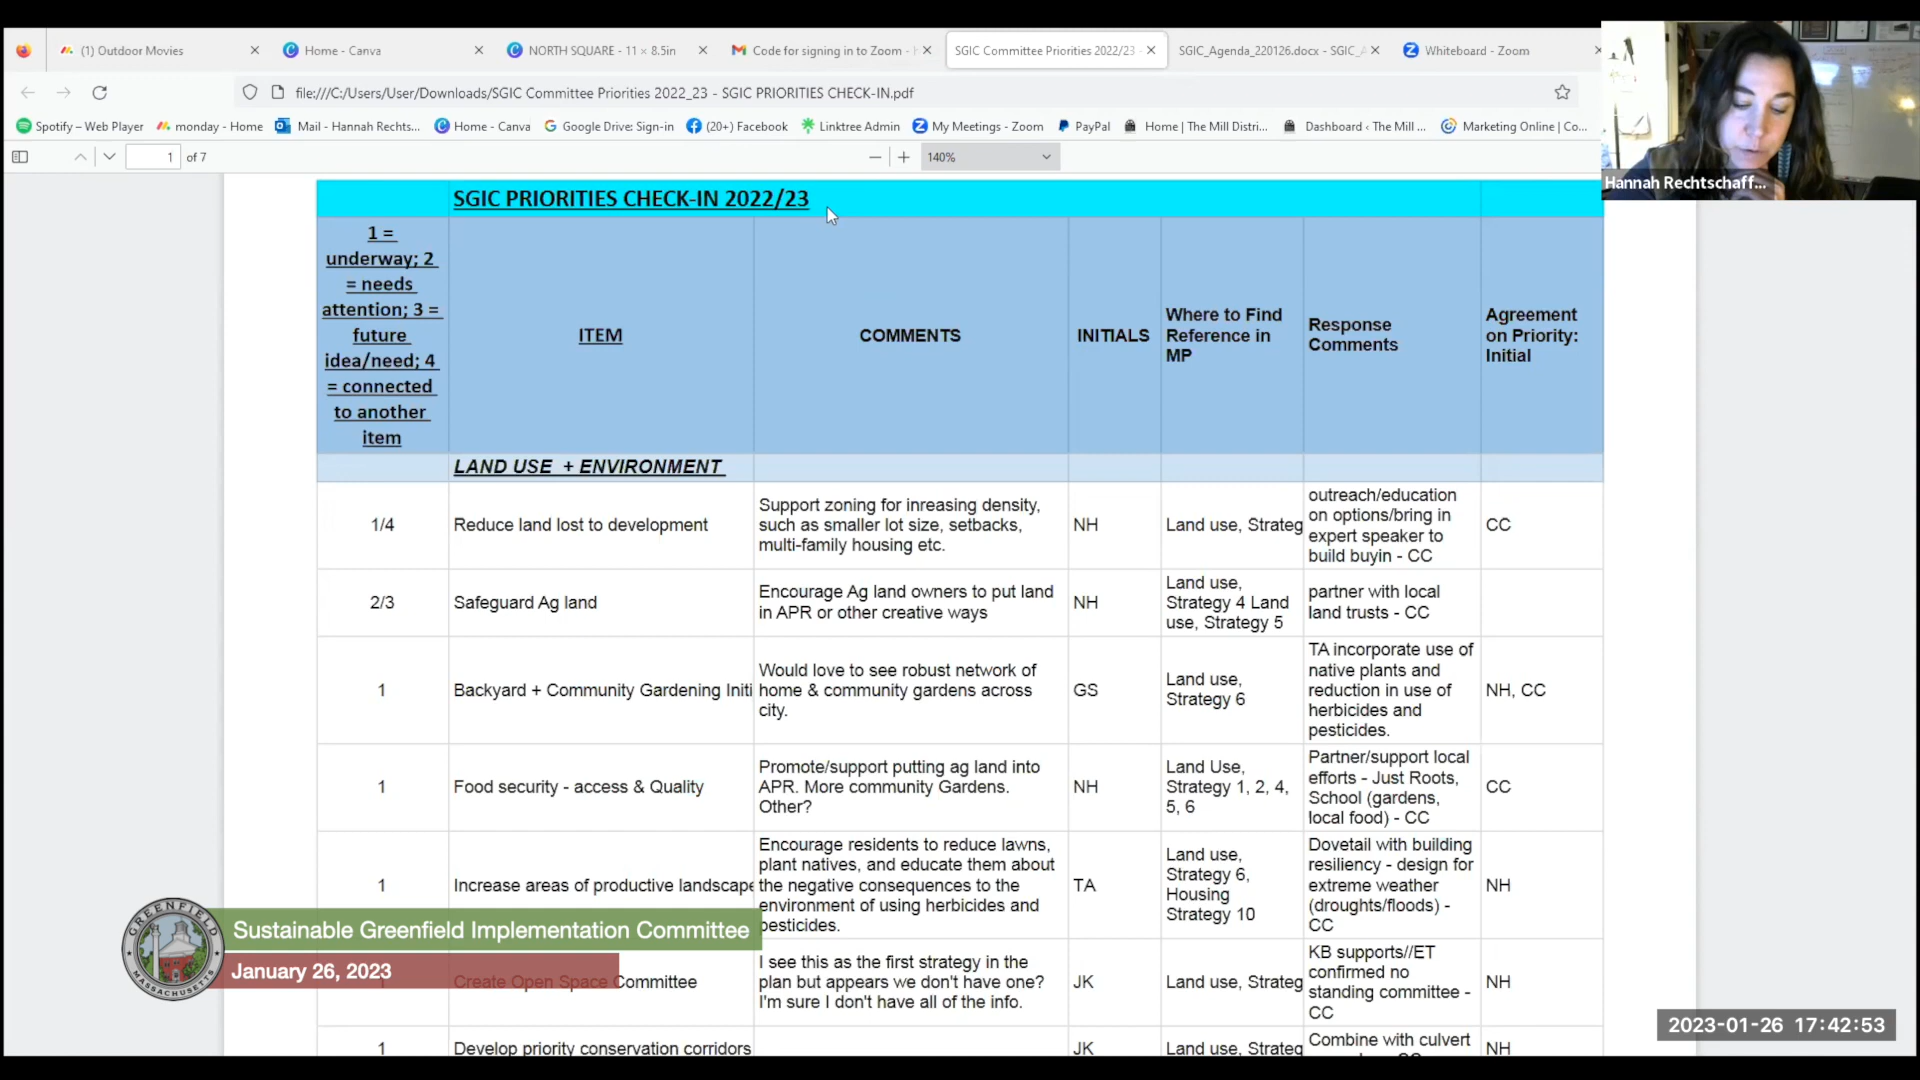 (1) Outdoor Movies
Home - Canva
NORTH SQUARE - 11 × 8.5in
Code for signing in to Zoom -
SGIC Committee Priorities 2022/23
SGIC_Agenda_220126.docx - SGIC_
Whiteboard - Zoom
file:///C:/Users/User/Downloads/SGIC Committee Priorities 2022_23 - SGIC PRIORITIES CHECK-IN.pdf
Spotify – Web Player
monday - Home
Mail - Hannah Rechts...
Home - Canva
Google Drive: Sign-in
(20+) Facebook
Linktree Admin
My Meetings - Zoom
PayPal
Home | The Mill Distri...
Dashboard ‹ The Mill ...
Marketing Online | Co...
1 of 7
140%
Hannah Rechtschaff...
SGIC PRIORITIES CHECK-IN 2022/23
1 =
underway; 2
= needs
attention; 3 =
future
idea/need; 4
= connected
to another
item
ITEM
COMMENTS
INITIALS
Where to Find
Reference in
MP
Response
Comments
Agreement
on Priority:
Initial
LAND USE + ENVIRONMENT
1/4
Reduce land lost to development
Support zoning for inreasing density,
such as smaller lot size, setbacks,
multi-family housing etc.
NH
Land use, Strateg
outreach/education
on options/bring in
expert speaker to
build buyin - CC
CC
2/3
Safeguard Ag land
Encourage Ag land owners to put land
in APR or other creative ways
NH
Land use,
Strategy 4 Land
use, Strategy 5
partner with local
land trusts - CC
1
Backyard + Community Gardening Initi
Would love to see robust network of
home & community gardens across
city.
GS
Land use,
Strategy 6
TA incorporate use of
native plants and
reduction in use of
herbicides and
pesticides.
NH, CC
1
Food security - access & Quality
Promote/support putting ag land into
APR. More community Gardens.
Other?
NH
Land Use,
Strategy 1, 2, 4,
5, 6
Partner/support local
efforts - Just Roots,
School (gardens,
local food) - CC
CC
1
Increase areas of productive landscape
Encourage residents to reduce lawns,
plant natives, and educate them about
the negative consequences to the
environment of using herbicides and
pesticides.
TA
Land use,
Strategy 6,
Housing
Strategy 10
Dovetail with building
resiliency - design for
extreme weather
(droughts/floods) -
CC
NH
Create Open Space Committee
I see this as the first strategy in the
plan but appears we don't have one?
I'm sure I don't have all of the info.
JK
Land use, Strateg
KB supports//ET
confirmed no
standing committee -
CC
NH
1
Develop priority conservation corridors
JK
Land use, Strateg
Combine with culvert
NH
GREENFIELD
MASSACHUSETTS
Sustainable Greenfield Implementation Committee
January 26, 2023
2023-01-26 17:42:53